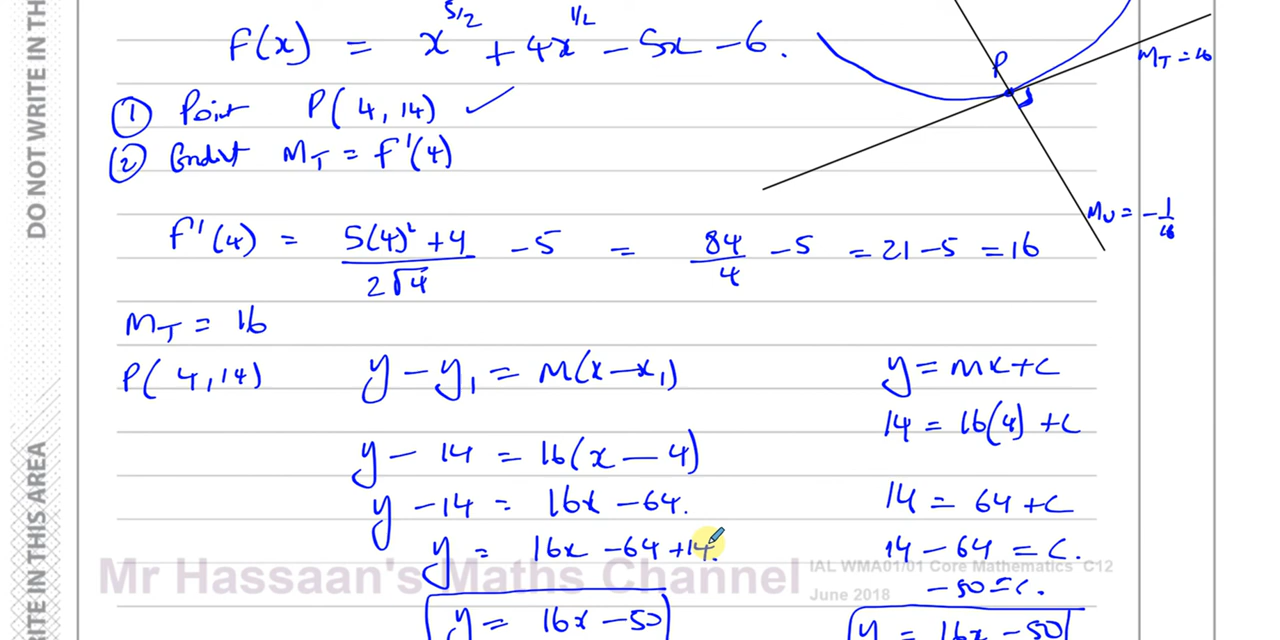 f(x) = x^5/2 + 4x^1/2 - 5x - 6.
① Point P(4,14) ✓
② Gradient M_T = f'(4)
P
M_T = 16
M_N = -1/16
f'(4) = (5(4)² + 4)/(2√4) - 5 = 84/4 - 5 = 21 - 5 = 16
M_T = 16
P(4,14)
y - y₁ = m(x - x₁)
y - 14 = 16(x - 4)
y - 14 = 16x - 64.
y = 16x - 64 + 14.
y = 16x - 50
y = mx + c
14 = 16(4) + c
14 = 64 + c
14 - 64 = c.
-50 = c.
y = 16x - 50
Mr Hassaan's Maths Channel
IAL WMA01/01 Core Mathematics C12
June 2018
DO NOT WRITE IN TH
RITE IN THIS AREA